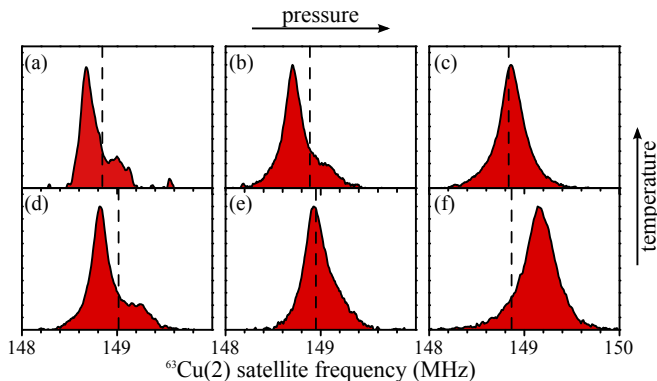 pressure
(a)
(b)
(c)
temperature
(d)
(e)
(f)
148
149
148
149
148
149
150
⁶³Cu(2) satellite frequency (MHz)